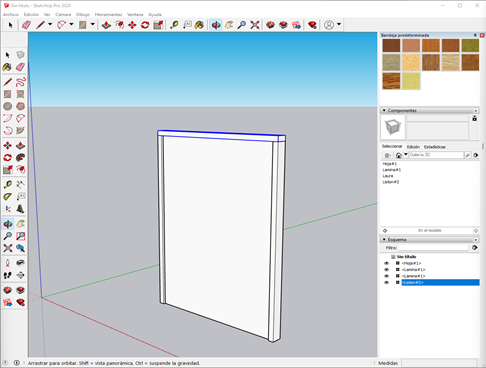 Sin título - SketchUp Pro 2020
Archivo Editar Ver Cámara Dibujo Herramientas Ventana Ayuda
Bandeja predeterminada
Componentes
Seleccionar Edición Estadísticas
Galería 3D
Hoja#1
Lamina#1
Laura
Liston#2
En el modelo
Esquema
Filtro:
Sin título
<Hoja#1>
<Lamina#1>
<Lamina#1>
<Liston#2>
Arrastrar para orbitar. Shift = vista panorámica, Ctrl = suspende la gravedad.
Medidas